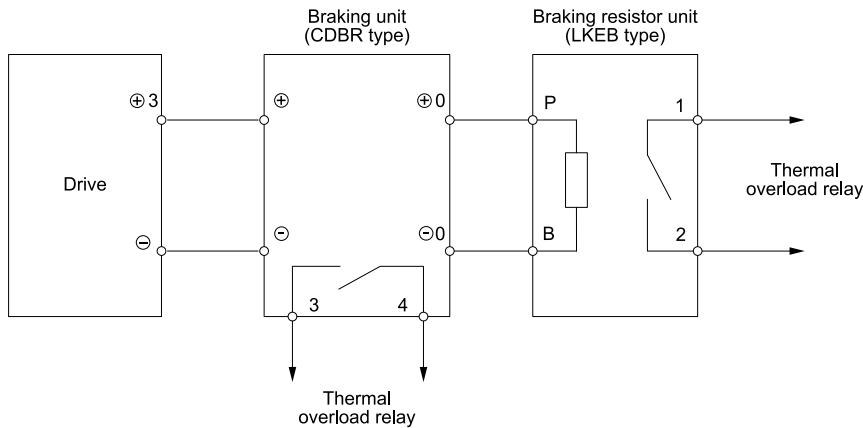 Braking unit
(CDBR type)
Braking resistor unit
(LKEB type)
⊕ 3
⊕
⊕ 0
P
1
Drive
Thermal
overload relay
⊖
⊖
⊖ 0
B
2
3
4
Thermal
overload relay